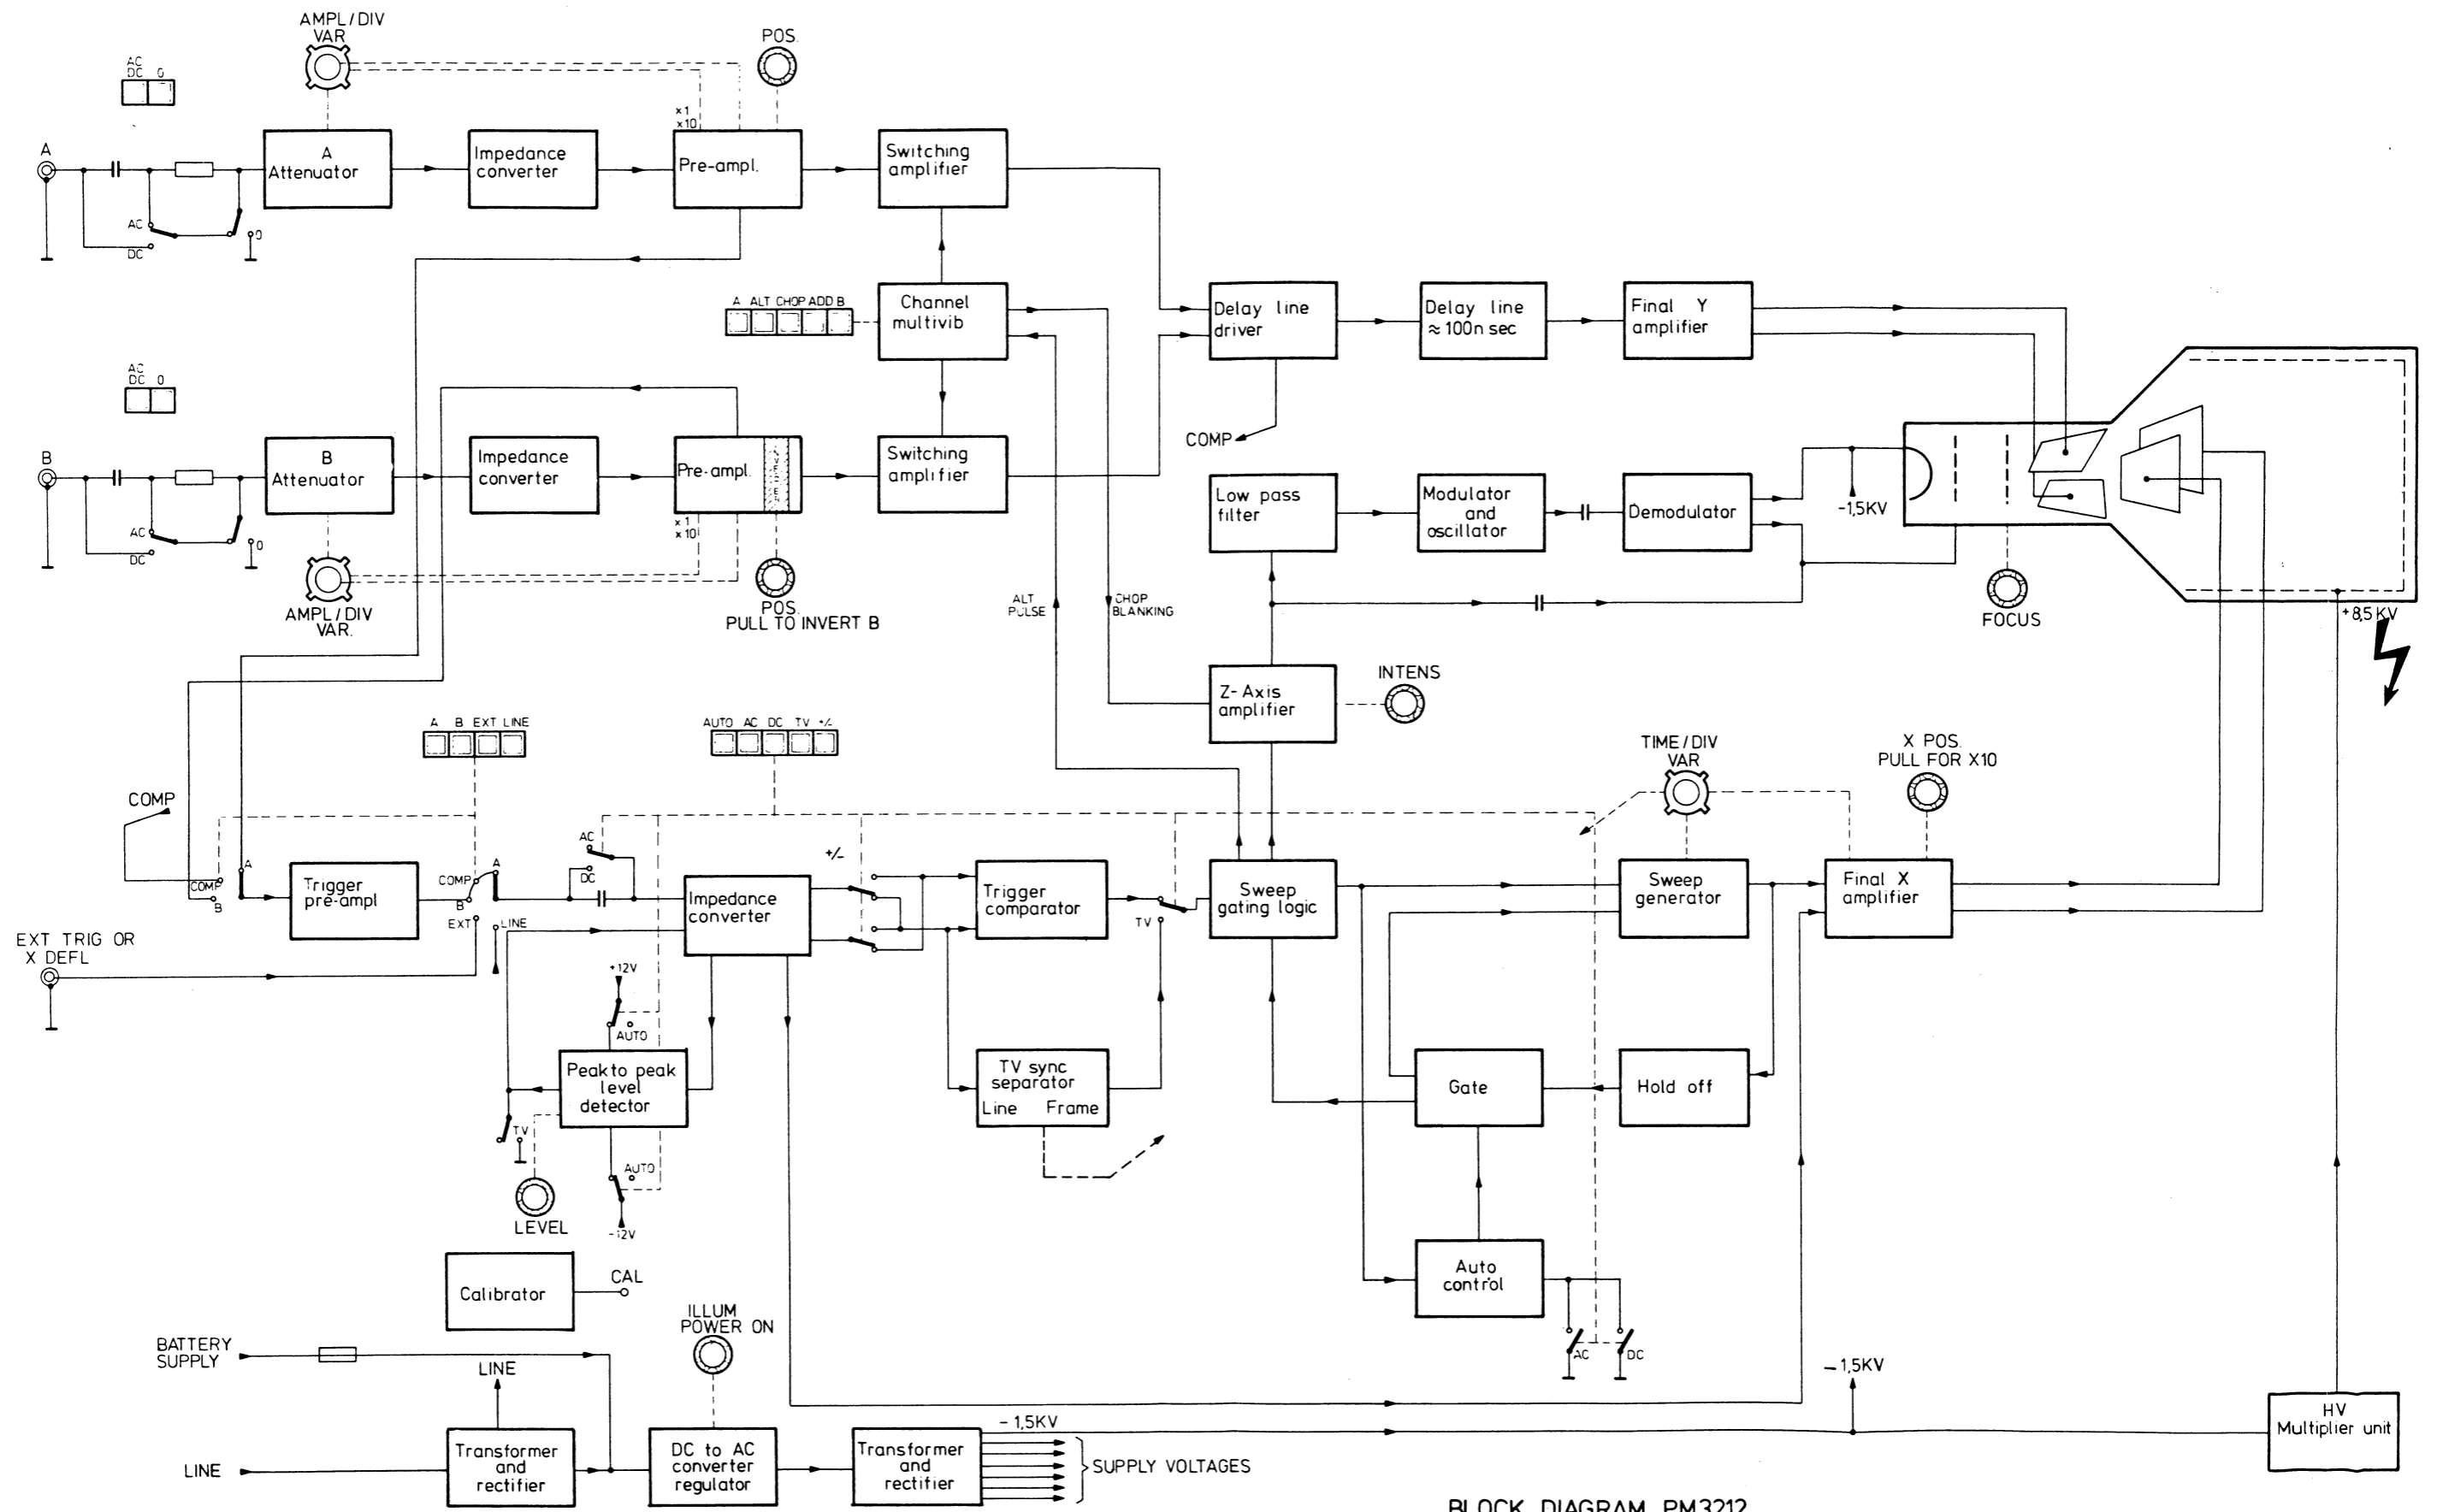 AMPL/DIV
VAR
POS.
AC
DC 0
x1
x10
A
A
Attenuator
Impedance
converter
Pre-ampl.
Switching
amplifier
AC
DC
0
A ALT CHOP ADD B
Channel
multivib
Delay line
driver
Delay line
≈ 100n sec
Final Y
amplifier
AC
DC 0
B
B
Attenuator
Impedance
converter
Pre-ampl.
Switching
amplifier
COMP
x1
x10
AC
DC
0
Low pass
filter
Modulator
and
oscillator
Demodulator
-1,5KV
AMPL/DIV
VAR.
POS.
PULL TO INVERT B
ALT
PULSE
CHOP
BLANKING
FOCUS
+8,5KV
Z-Axis
amplifier
INTENS
A B EXT LINE
AUTO AC DC TV +/-
TIME/DIV
VAR
X POS.
PULL FOR X10
COMP
A
COMP
B
Trigger
pre-ampl
COMP
A
B
EXT
LINE
AC
DC
Impedance
converter
+/-
Trigger
comparator
TV
Sweep
gating logic
Sweep
generator
Final X
amplifier
EXT TRIG OR
X DEFL
+12V
AUTO
Peak to peak
level
detector
TV
AUTO
-12V
LEVEL
TV sync
separator
Line Frame
Gate
Hold off
Auto
control
AC
DC
Calibrator
CAL
ILLUM
POWER ON
BATTERY
SUPPLY
LINE
-1,5KV
-1,5KV
LINE
Transformer
and
rectifier
DC to AC
converter
regulator
Transformer
and
rectifier
SUPPLY VOLTAGES
HV
Multiplier unit
BLOCK DIAGRAM PM3212